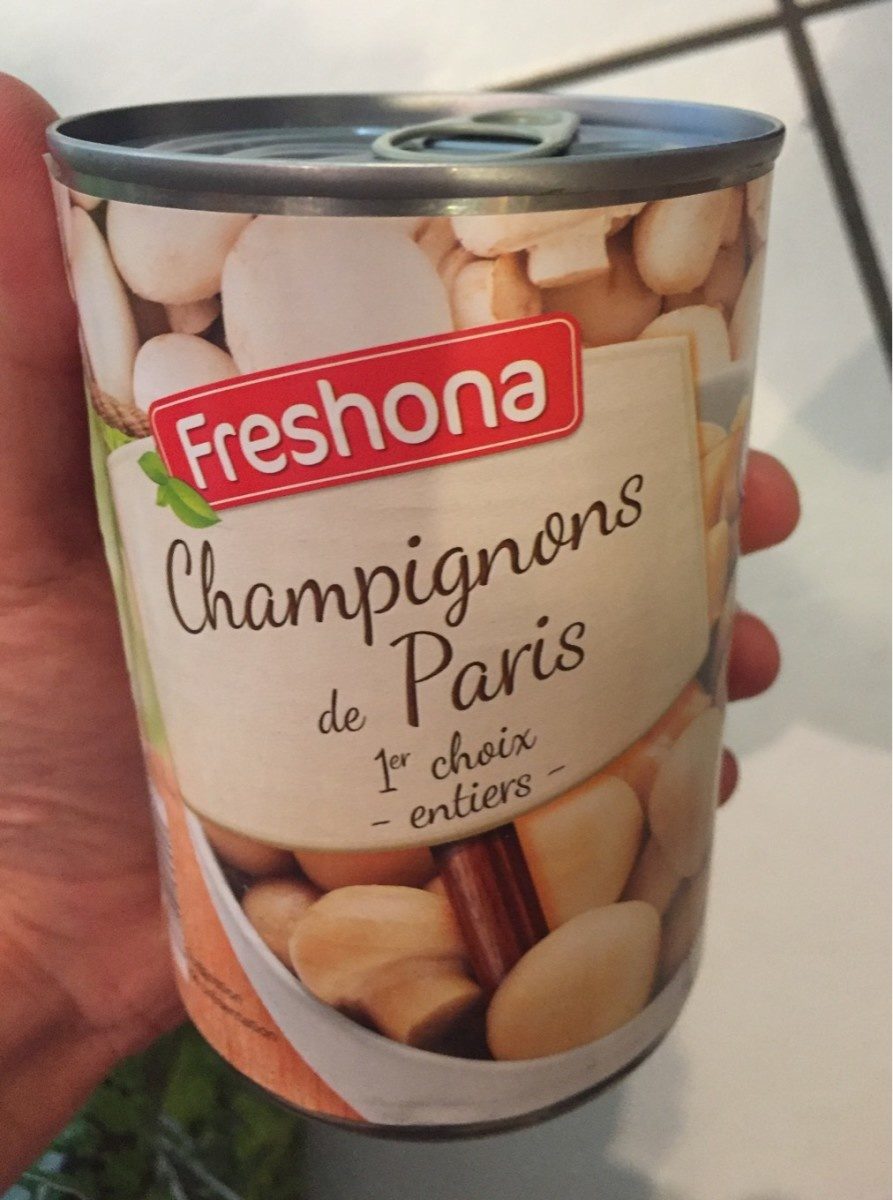 Freshona
Champignons
de Paris
1er choix
- entiers -